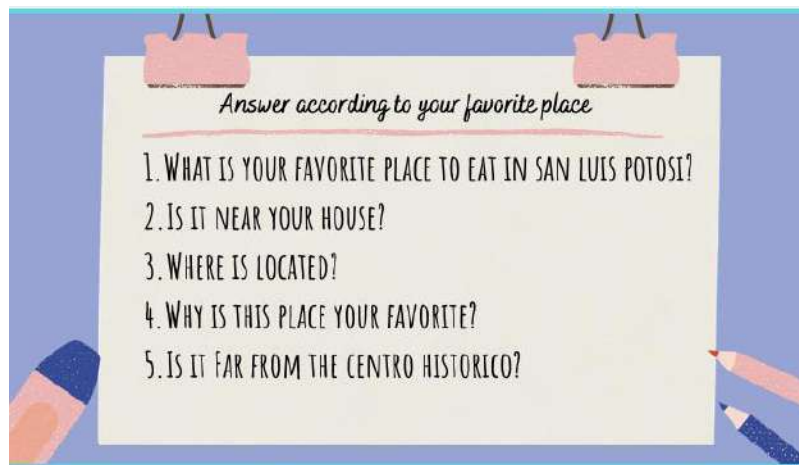 Answer according to your favorite place
1. WHAT IS YOUR FAVORITE PLACE TO EAT IN SAN LUIS POTOSI?
2. IS IT NEAR YOUR HOUSE?
3. WHERE IS LOCATED?
4. WHY IS THIS PLACE YOUR FAVORITE?
5. IS IT FAR FROM THE CENTRO HISTORICO?